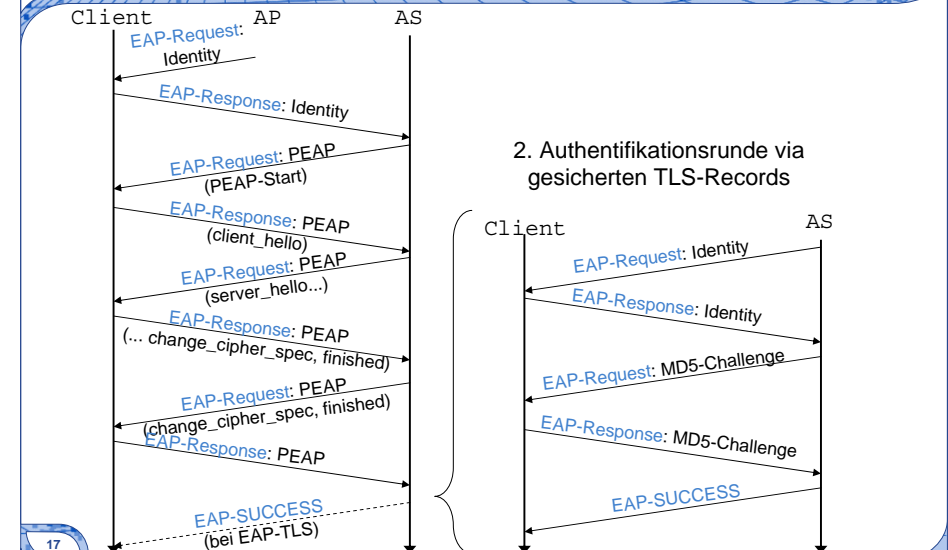 Client AP AS
EAP-Request:
Identity
EAP-Response: Identity
EAP-Request: PEAP
(PEAP-Start)
EAP-Response: PEAP
(client_hello)
EAP-Request: PEAP
(server_hello...)
EAP-Response: PEAP
(... change_cipher_spec, finished)
EAP-Request: PEAP
(change_cipher_spec, finished)
EAP-Response: PEAP
EAP-SUCCESS
(bei EAP-TLS)
2. Authentifikationsrunde via
gesicherten TLS-Records
Client AS
EAP-Request: Identity
EAP-Response: Identity
EAP-Request: MD5-Challenge
EAP-Response: MD5-Challenge
EAP-SUCCESS
17